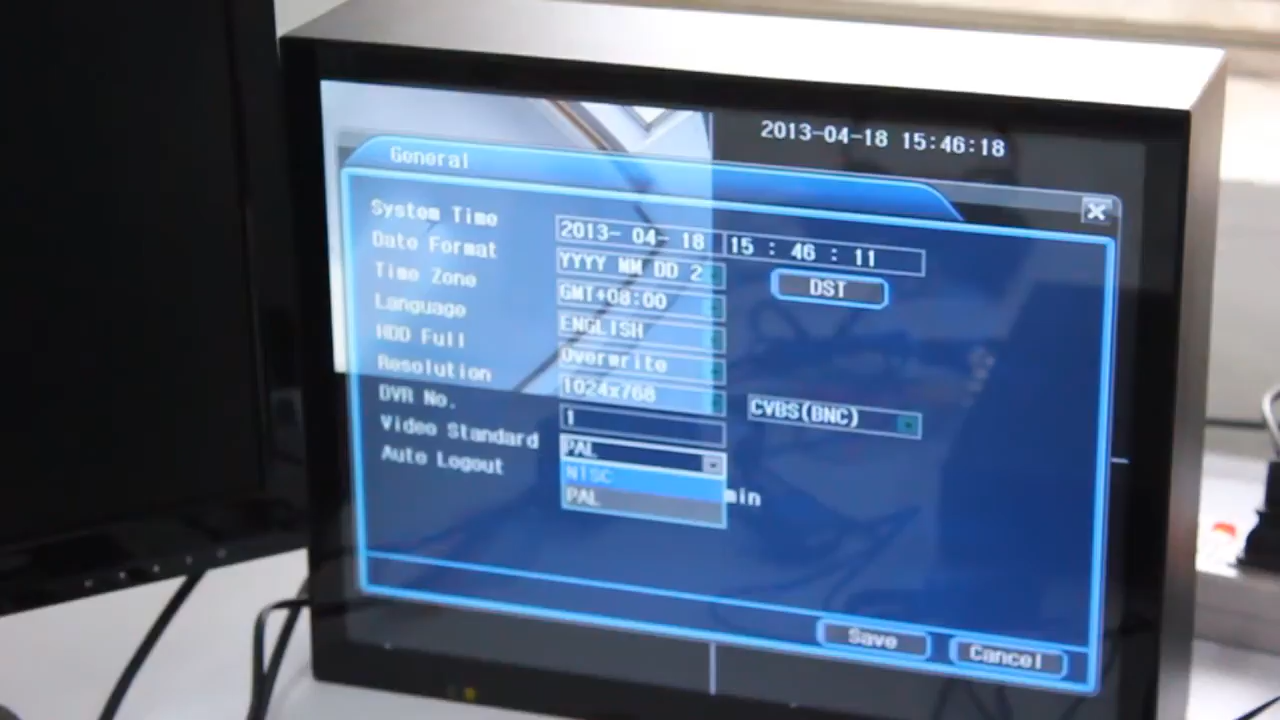 2013-04-18 15:46:18
General
System Time 2013- 04- 18 15 : 46 : 11
Date Format YYYY MM DD 2
DST
Time Zone GMT+08:00
Language ENGLISH
HDD Full Overwrite
Resolution 1024x768 CVBS(BNC)
DVR No. 1
Video Standard PAL
NTSC
PAL
Auto Logout min
Save Cancel